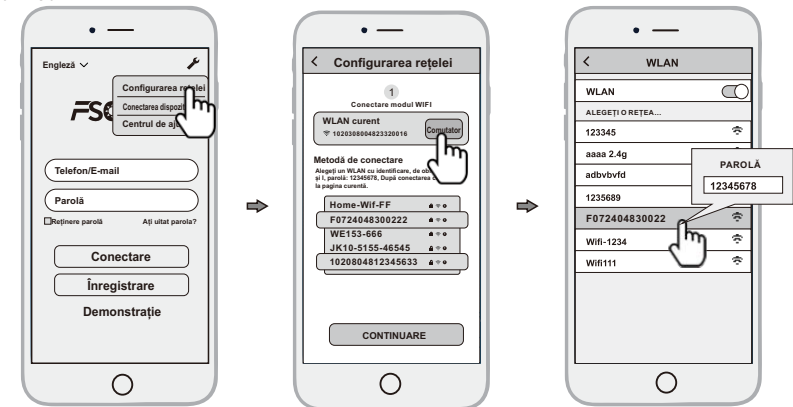 Engleză
Configurarea rețelei
Conectarea dispozit
Centrul de aj
FSO
Telefon/E-mail
Parolă
Reținere parolă Ați uitat parola?
Conectare
Înregistrare
Demonstrație
Configurarea rețelei
1
Conectare modul WIFI
WLAN curent
1020308004823320016
Comutator
Metodă de conectare
Alegeți un WLAN cu identificare, de ob
și l, parolă: 12345678, După conectarea c
la pagina curentă.
Home-Wif-FF
F0724048300222
WE153-666
JK10-5155-46545
1020804812345633
CONTINUARE
WLAN
WLAN
ALEGEȚI O REȚEA...
123345
aaaa 2.4g
adbvbvfd
1235689
F072404830022
Wifi-1234
Wifi111
PAROLĂ
12345678